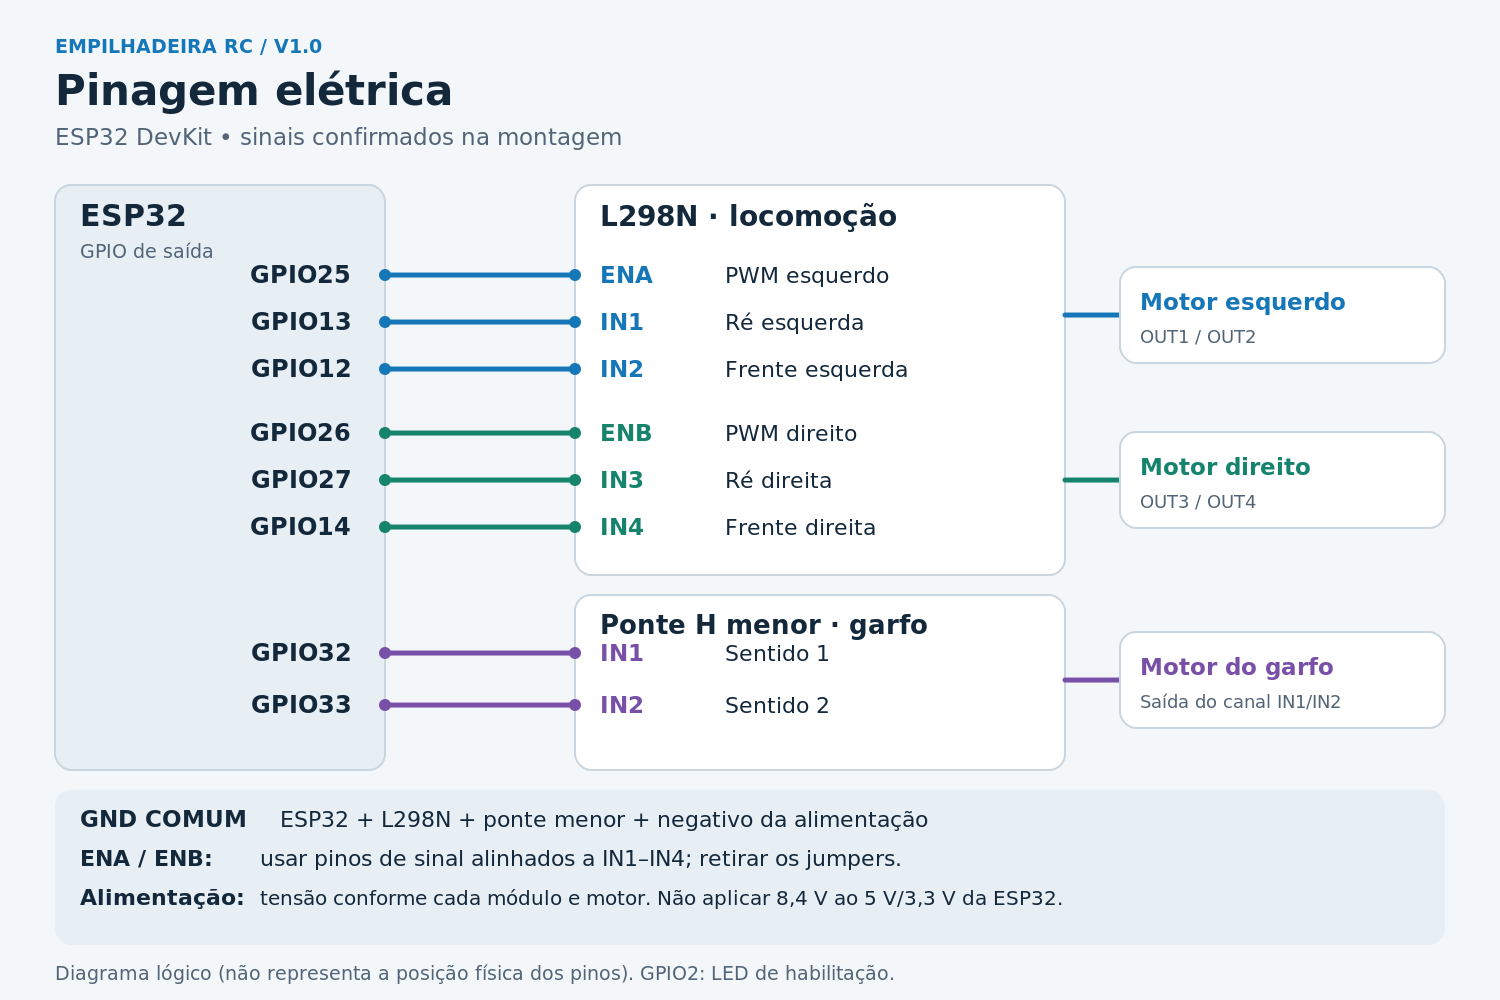 EMPILHADEIRA RC / V1.0
Pinagem elétrica
ESP32 DevKit • sinais confirmados na montagem
ESP32
GPIO de saída
L298N · locomoção
GPIO25 ENA PWM esquerdo
GPIO13 IN1 Ré esquerda
GPIO12 IN2 Frente esquerda
Motor esquerdo
OUT1 / OUT2
GPIO26 ENB PWM direito
GPIO27 IN3 Ré direita
GPIO14 IN4 Frente direita
Motor direito
OUT3 / OUT4
Ponte H menor · garfo
GPIO32 IN1 Sentido 1
GPIO33 IN2 Sentido 2
Motor do garfo
Saída do canal IN1/IN2
GND COMUM ESP32 + L298N + ponte menor + negativo da alimentação
ENA / ENB: usar pinos de sinal alinhados a IN1–IN4; retirar os jumpers.
Alimentação: tensão conforme cada módulo e motor. Não aplicar 8,4 V ao 5 V/3,3 V da ESP32.
Diagrama lógico (não representa a posição física dos pinos). GPIO2: LED de habilitação.